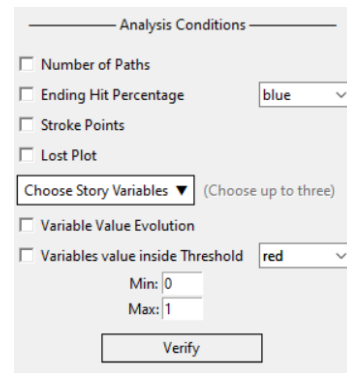 Analysis Conditions
Number of Paths
Ending Hit Percentage blue
Stroke Points
Lost Plot
Choose Story Variables ▼ (Choose up to three)
Variable Value Evolution
Variables value inside Threshold red
Min: 0
Max: 1
Verify